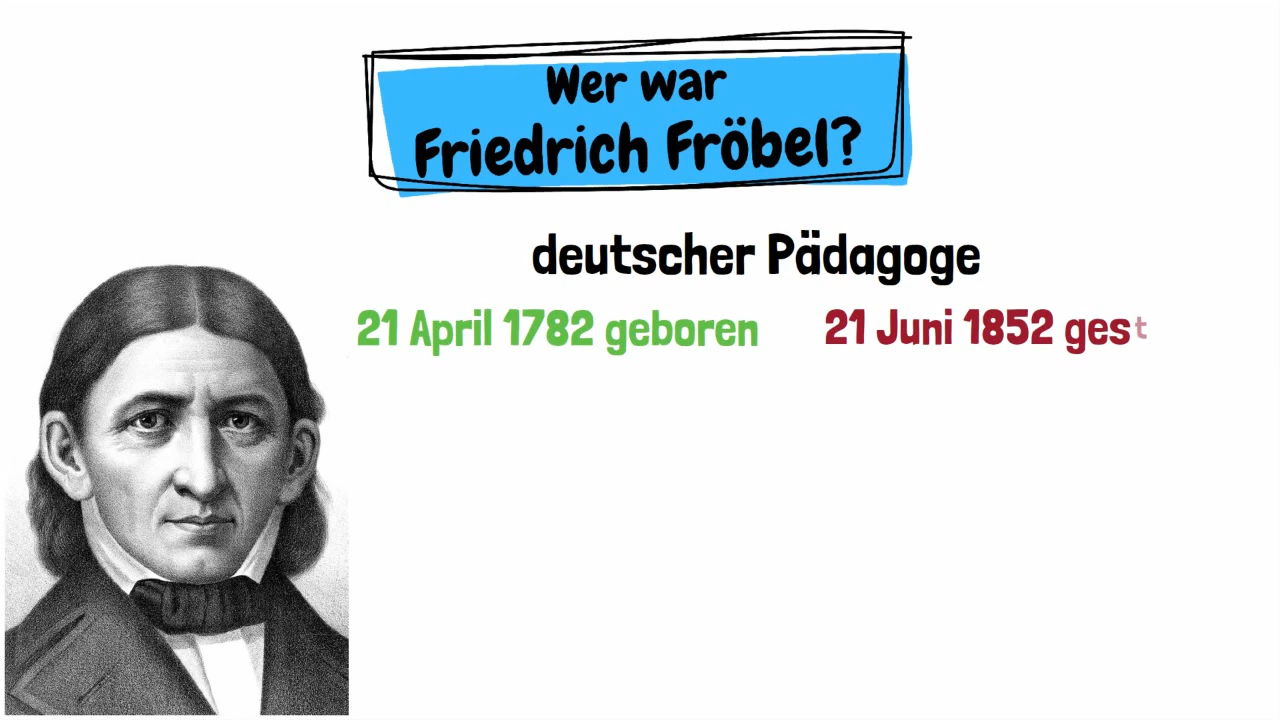 Wer war
Friedrich Fröbel?
deutscher Pädagoge
21 April 1782 geboren 21 Juni 1852 gest